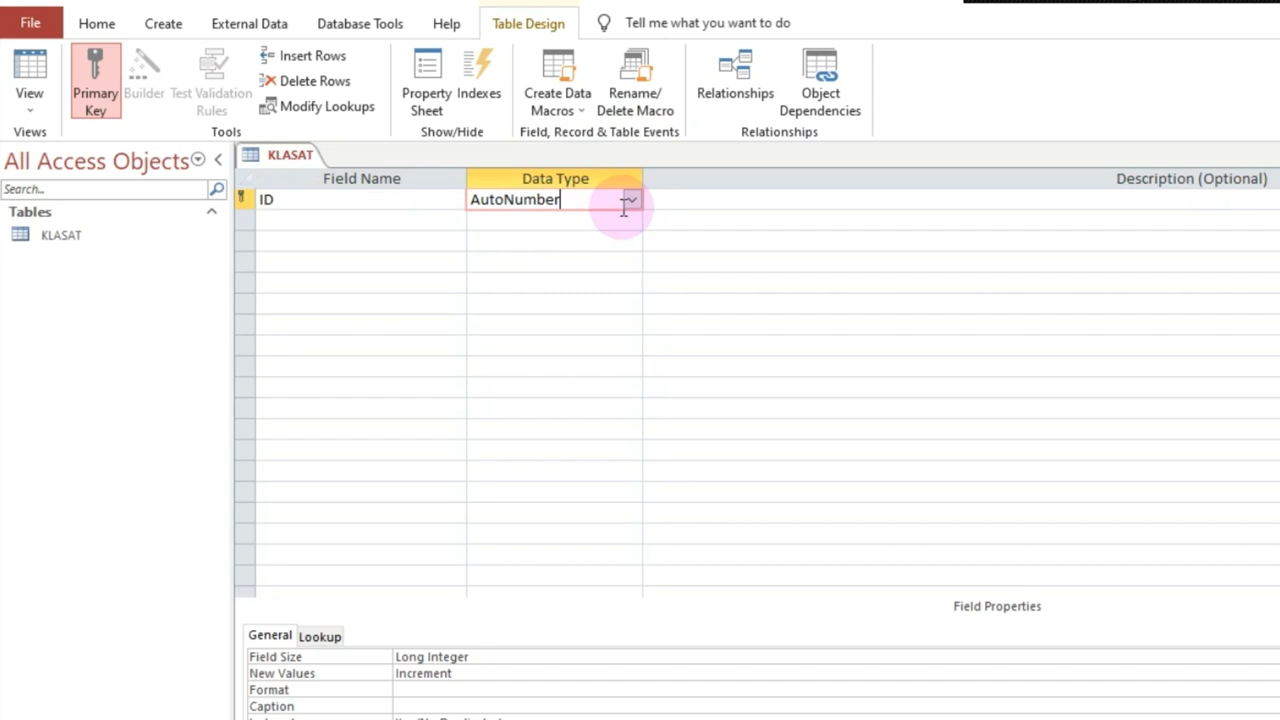 File Home Create External Data Database Tools Help Table Design Tell me what you want to do
View
Views
Primary Key
Builder
Test Validation Rules
Insert Rows
Delete Rows
Modify Lookups
Tools
Property Sheet
Indexes
Show/Hide
Create Data Macros
Rename/ Delete Macro
Field, Record & Table Events
Relationships
Object Dependencies
Relationships
All Access Objects
Search...
Tables
KLASAT
KLASAT
Field Name Data Type Description (Optional)
ID AutoNumber
Field Properties
General Lookup
Field Size Long Integer
New Values Increment
Format
Caption